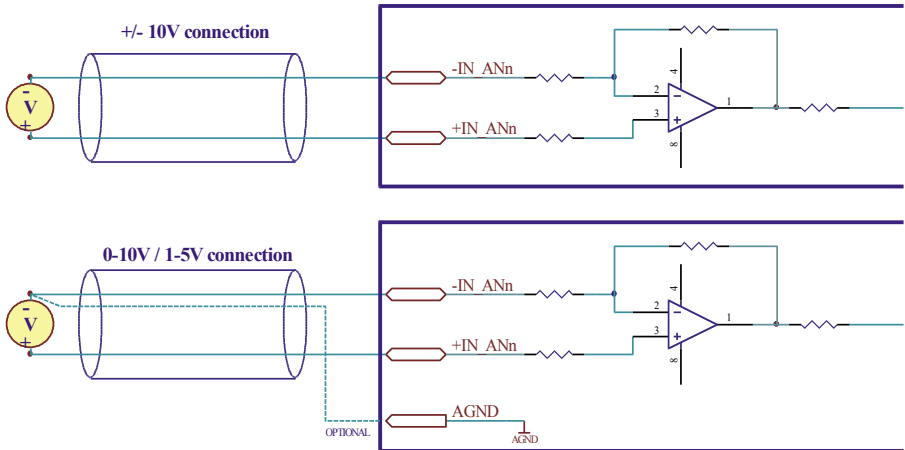 +/- 10V connection
-IN_ANn
4
-
V
+
2
-
1
+IN_ANn
3
+
8
0-10V / 1-5V connection
-IN_ANn
4
-
V
+
2
-
1
+IN_ANn
3
+
8
AGND
OPTIONAL
AGND